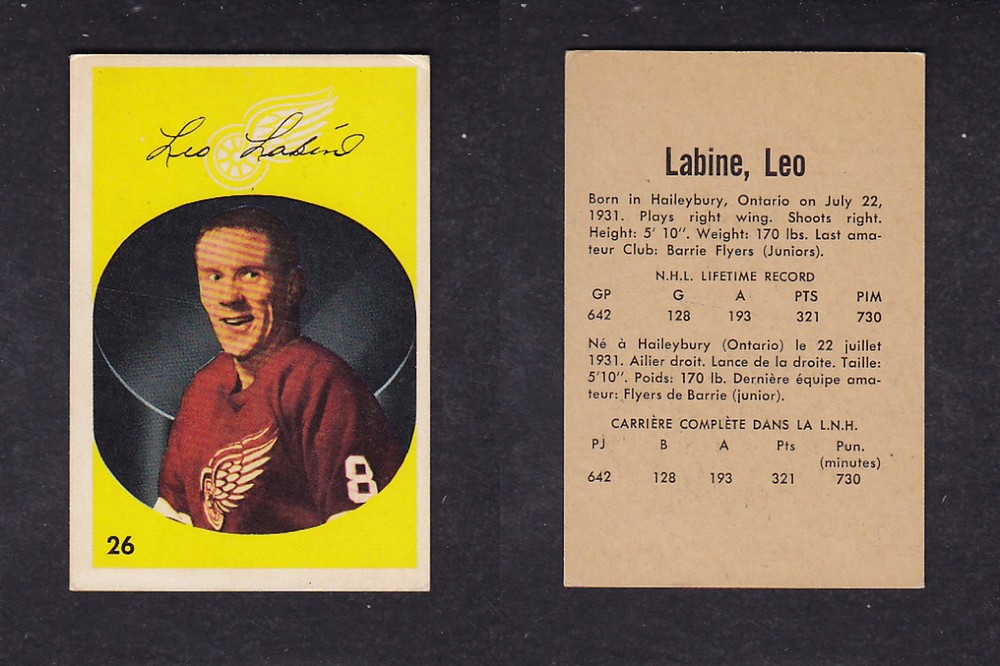 Leo Labine
8
26
Labine, Leo
Born in Haileybury, Ontario on July 22,
1931. Plays right wing. Shoots right.
Height: 5' 10". Weight: 170 lbs. Last ama-
teur Club: Barrie Flyers (Juniors).
N.H.L. LIFETIME RECORD
GP G A PTS PIM
642 128 193 321 730
Né à Haileybury (Ontario) le 22 juillet
1931. Ailier droit. Lance de la droite. Taille:
5'10". Poids: 170 lb. Dernière équipe ama-
teur: Flyers de Barrie (junior).
CARRIÈRE COMPLÈTE DANS LA L.N.H.
PJ B A Pts Pun.
(minutes)
642 128 193 321 730